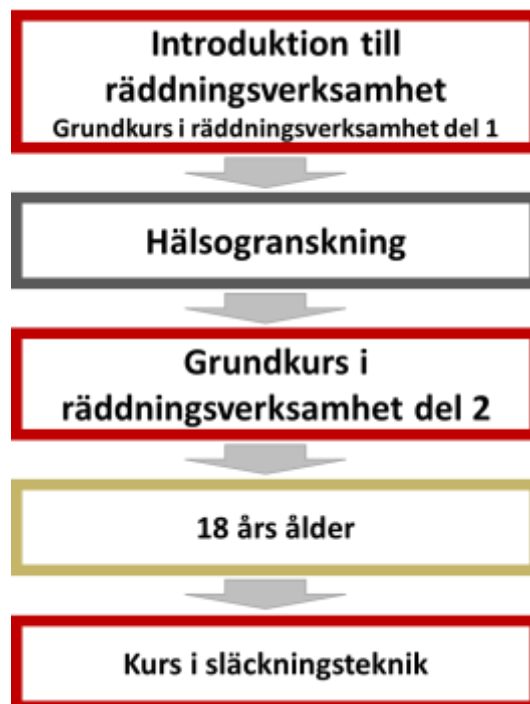 Introduktion till
räddningsverksamhet
Grundkurs i räddningsverksamhet del 1
Hälsogranskning
Grundkurs i
räddningsverksamhet del 2
18 års ålder
Kurs i släckningsteknik